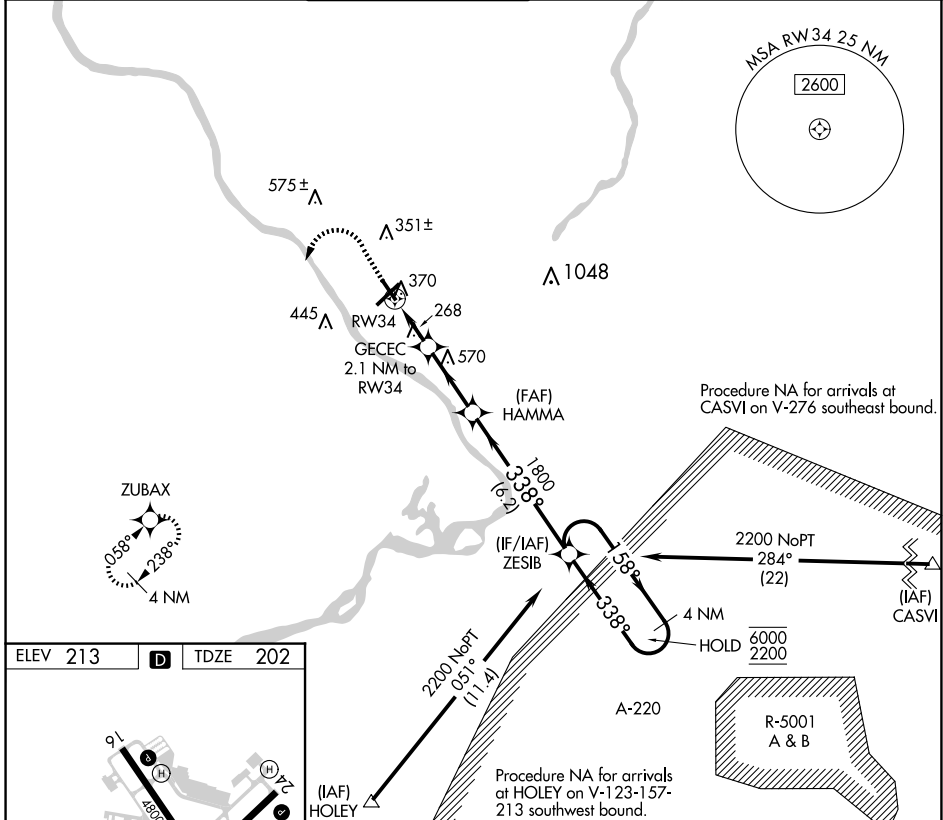 MSA RW34 25 NM
2600
575±
351±
370
1048
445
RW34
268
GECEC
2.1 NM to
RW34
570
(FAF)
HAMMA
Procedure NA for arrivals at
CASVI on V-276 southeast bound.
1800
338°
(6.2)
ZUBAX
058°
238°
4 NM
(IF/IAF)
ZESIB
158°
338°
2200 NoPT
284°
(22)
(IAF)
CASVI
4 NM
HOLD
6000
2200
2200 NoPT
051°
(11.4)
A-220
R-5001
A & B
ELEV 213
D
TDZE 202
16
P
H
4800
H
24
P
(IAF)
HOLEY
Procedure NA for arrivals
at HOLEY on V-123-157-
213 southwest bound.